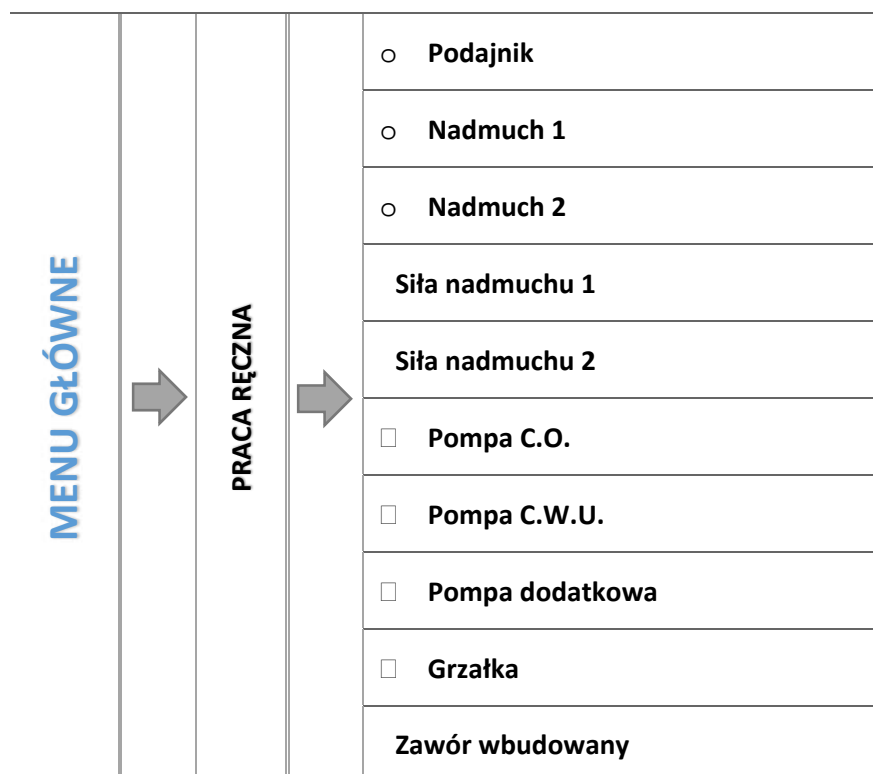 MENU GŁÓWNE
PRACA RĘCZNA
o Podajnik
o Nadmuch 1
o Nadmuch 2
Siła nadmuchu 1
Siła nadmuchu 2
□ Pompa C.O.
□ Pompa C.W.U.
□ Pompa dodatkowa
□ Grzałka
Zawór wbudowany